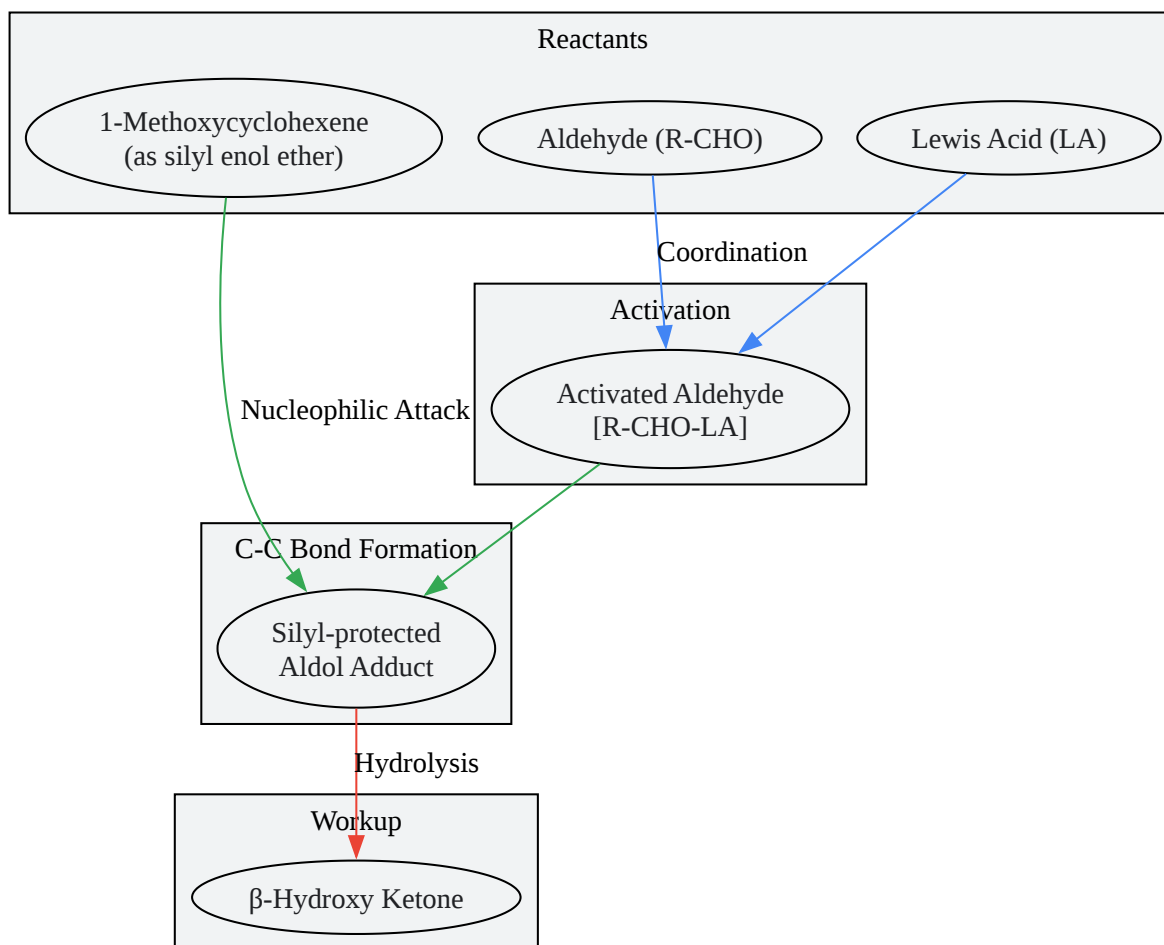 Reactants
1-Methoxycyclohexene
(as silyl enol ether)
Aldehyde (R-CHO)
Lewis Acid (LA)
Coordination
Activation
Activated Aldehyde
[R-CHO-LA]
Nucleophilic Attack
C-C Bond Formation
Silyl-protected
Aldol Adduct
Hydrolysis
Workup
β-Hydroxy Ketone